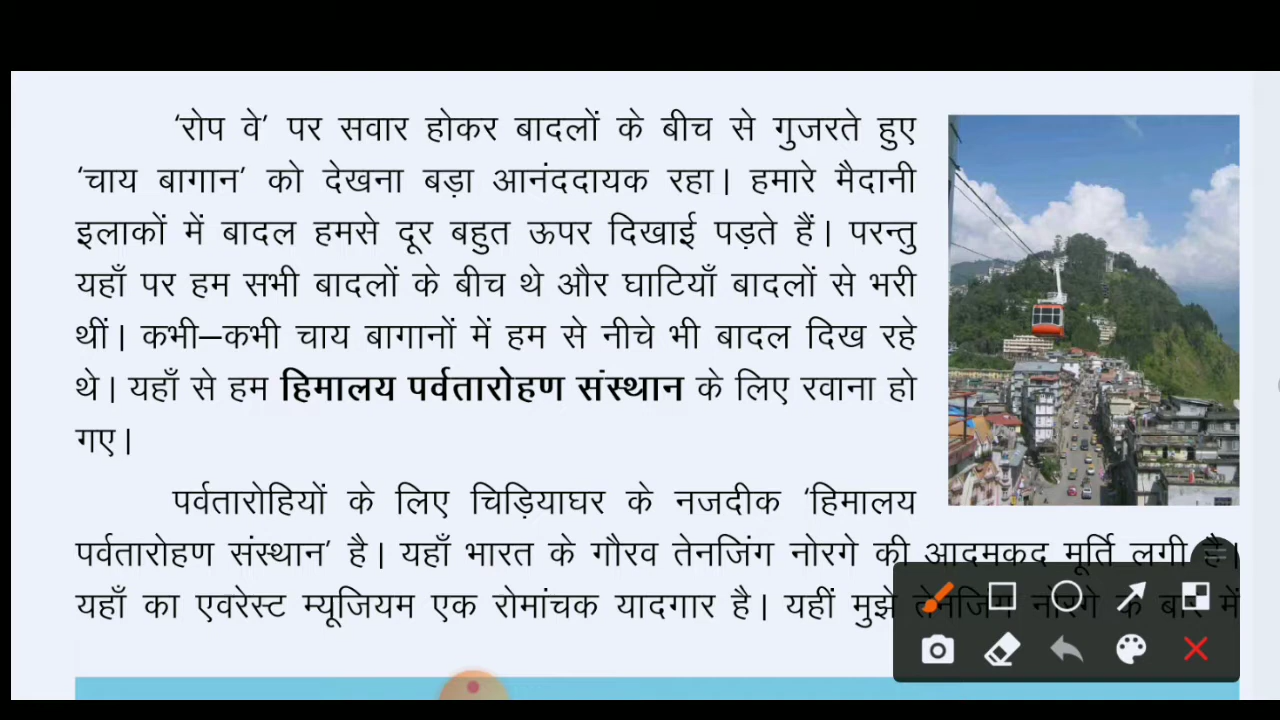 ‘रोप वे’ पर सवार होकर बादलों के बीच से गुजरते हुए
‘चाय बागान’ को देखना बड़ा आनंददायक रहा। हमारे मैदानी
इलाकों में बादल हमसे दूर बहुत ऊपर दिखाई पड़ते हैं। परन्तु
यहाँ पर हम सभी बादलों के बीच थे और घाटियाँ बादलों से भरी
थीं। कभी–कभी चाय बागानों में हम से नीचे भी बादल दिख रहे
थे। यहाँ से हम हिमालय पर्वतारोहण संस्थान के लिए रवाना हो
गए।
पर्वतारोहियों के लिए चिड़ियाघर के नजदीक ‘हिमालय
पर्वतारोहण संस्थान’ है। यहाँ भारत के गौरव तेनजिंग नोरगे की आदमकद मूर्ति लगी है।
यहाँ का एवरेस्ट म्यूजियम एक रोमांचक यादगार है। यहीं मुझे तेनजिंग नोरगे के बारे में